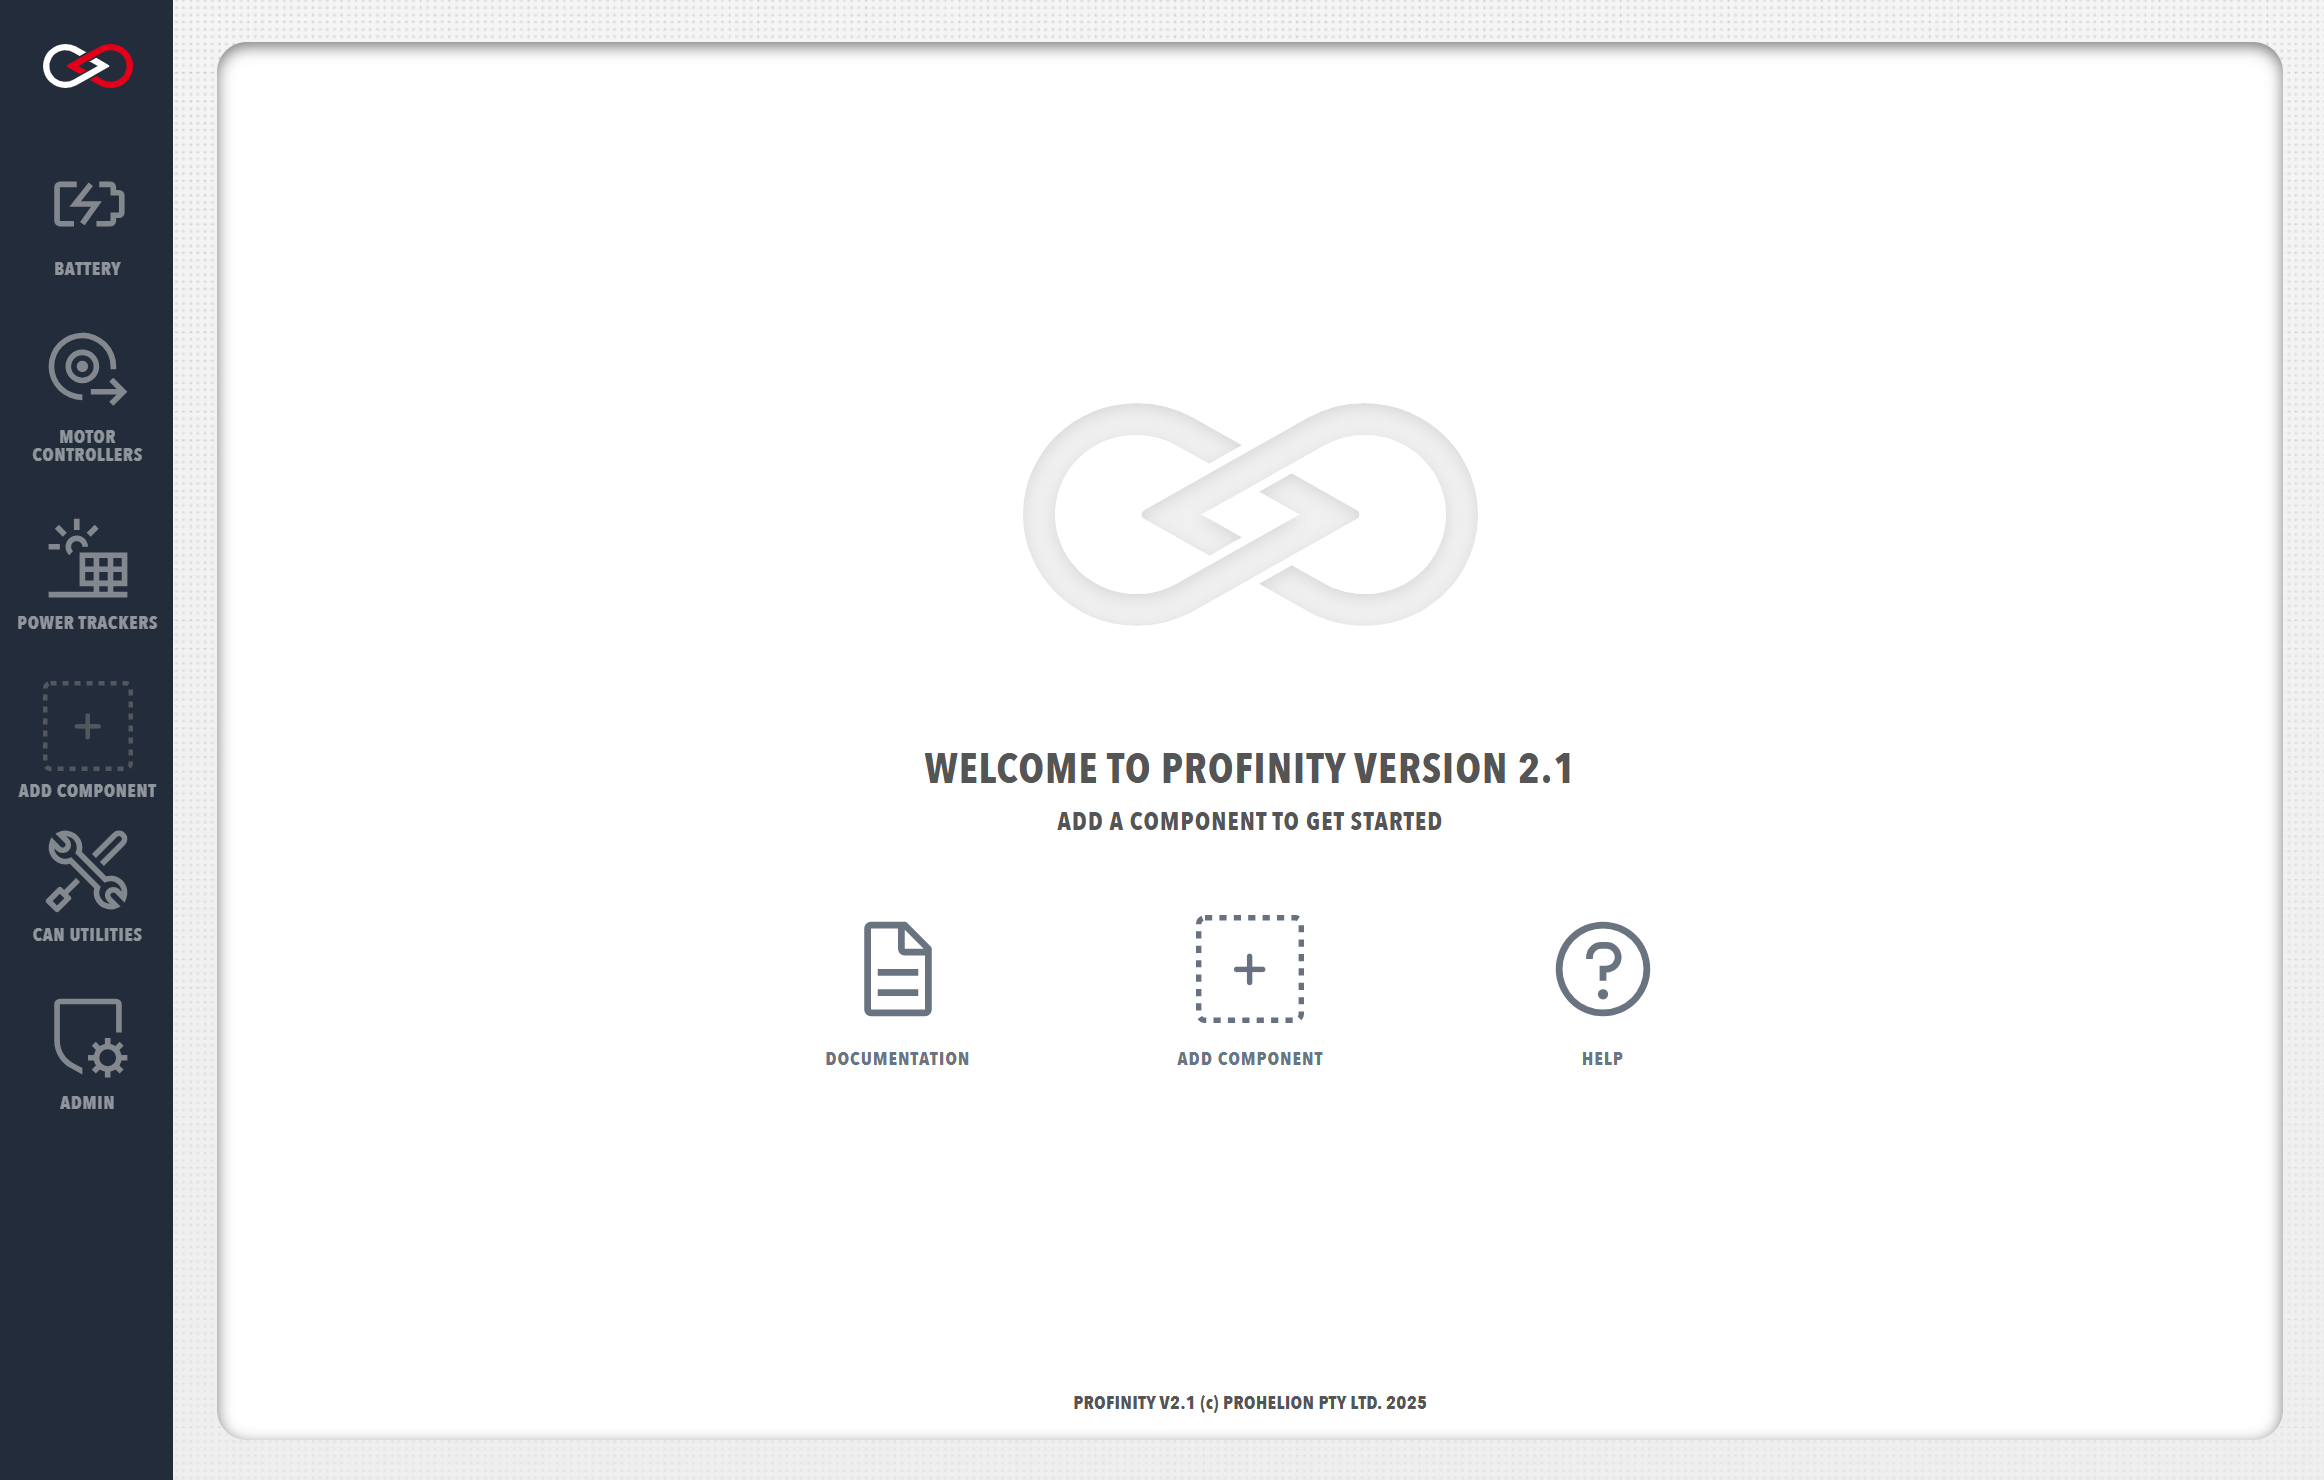 BATTERY
MOTOR
CONTROLLERS
POWER TRACKERS
ADD COMPONENT
CAN UTILITIES
ADMIN
WELCOME TO PROFINITY VERSION 2.1
ADD A COMPONENT TO GET STARTED
DOCUMENTATION
ADD COMPONENT
HELP
PROFINITY V2.1 (c) PROHELION PTY LTD. 2025